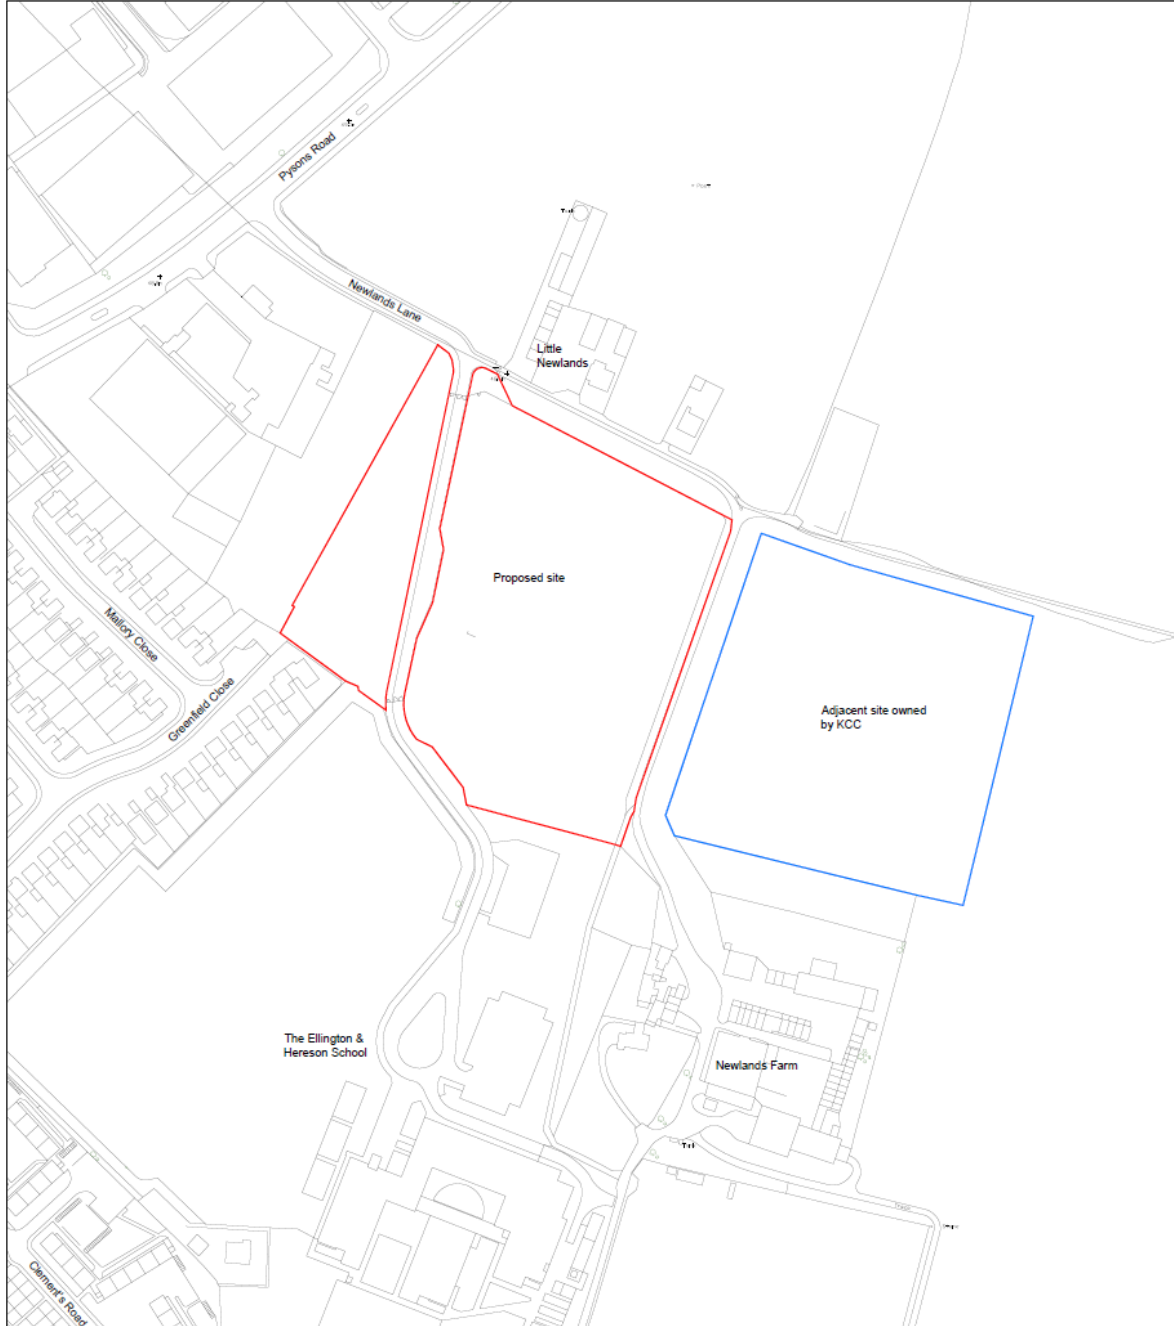 Pysons Road
Newlands Lane
Little
Newlands
Proposed site
Mallory Close
Greenfield Close
Adjacent site owned
by KCC
The Ellington &
Hereson School
Newlands Farm
Clement's Road